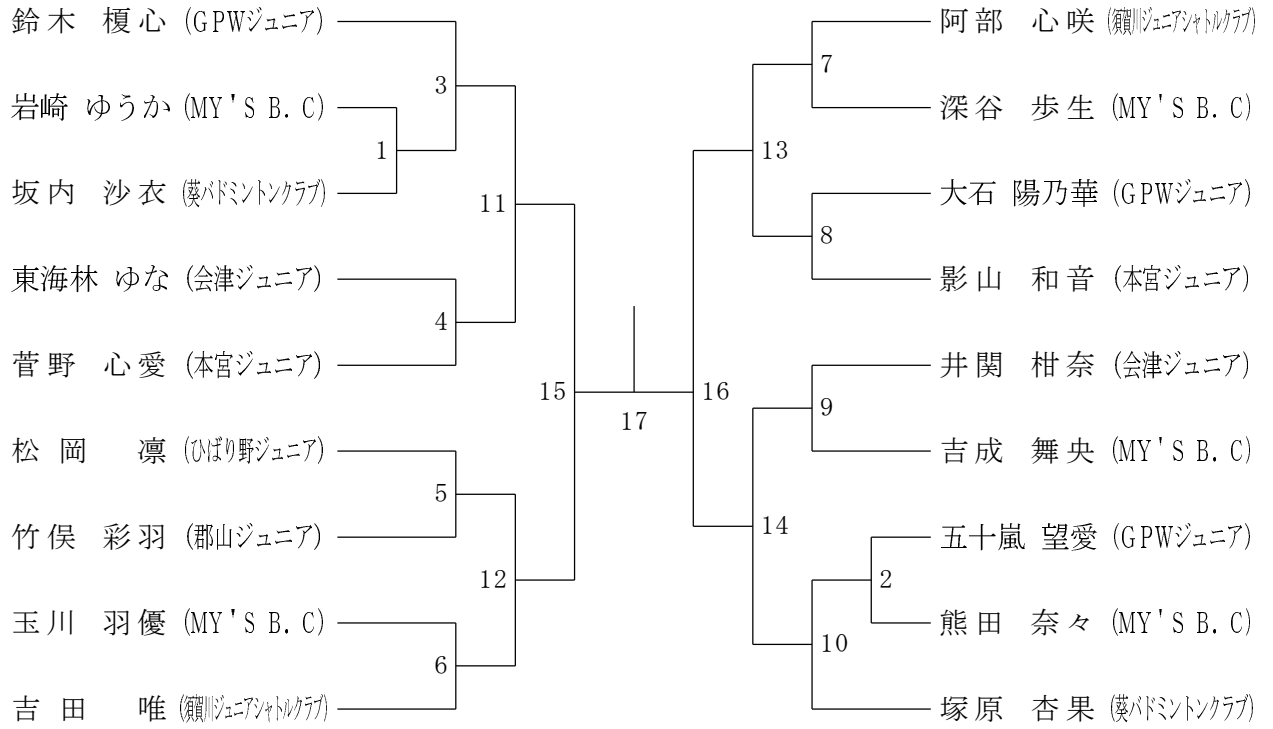 鈴木 榎心 (GPWジュニア)
3
岩崎 ゆうか (MY'S B.C)
1
坂内 沙衣 (葵バドミントンクラブ)
11
東海林 ゆな (会津ジュニア)
4
菅野 心愛 (本宮ジュニア)
15
松岡 凛 (ひばり野ジュニア)
5
竹俣 彩羽 (郡山ジュニア)
12
玉川 羽優 (MY'S B.C)
6
吉田 唯 (須賀川ジュニアシャトルクラブ)
17
阿部 心咲 (須賀川ジュニアシャトルクラブ)
7
深谷 歩生 (MY'S B.C)
13
大石 陽乃華 (GPWジュニア)
8
影山 和音 (本宮ジュニア)
16
井関 柑奈 (会津ジュニア)
9
吉成 舞央 (MY'S B.C)
14
五十嵐 望愛 (GPWジュニア)
2
熊田 奈々 (MY'S B.C)
10
塚原 杏果 (葵バドミントンクラブ)